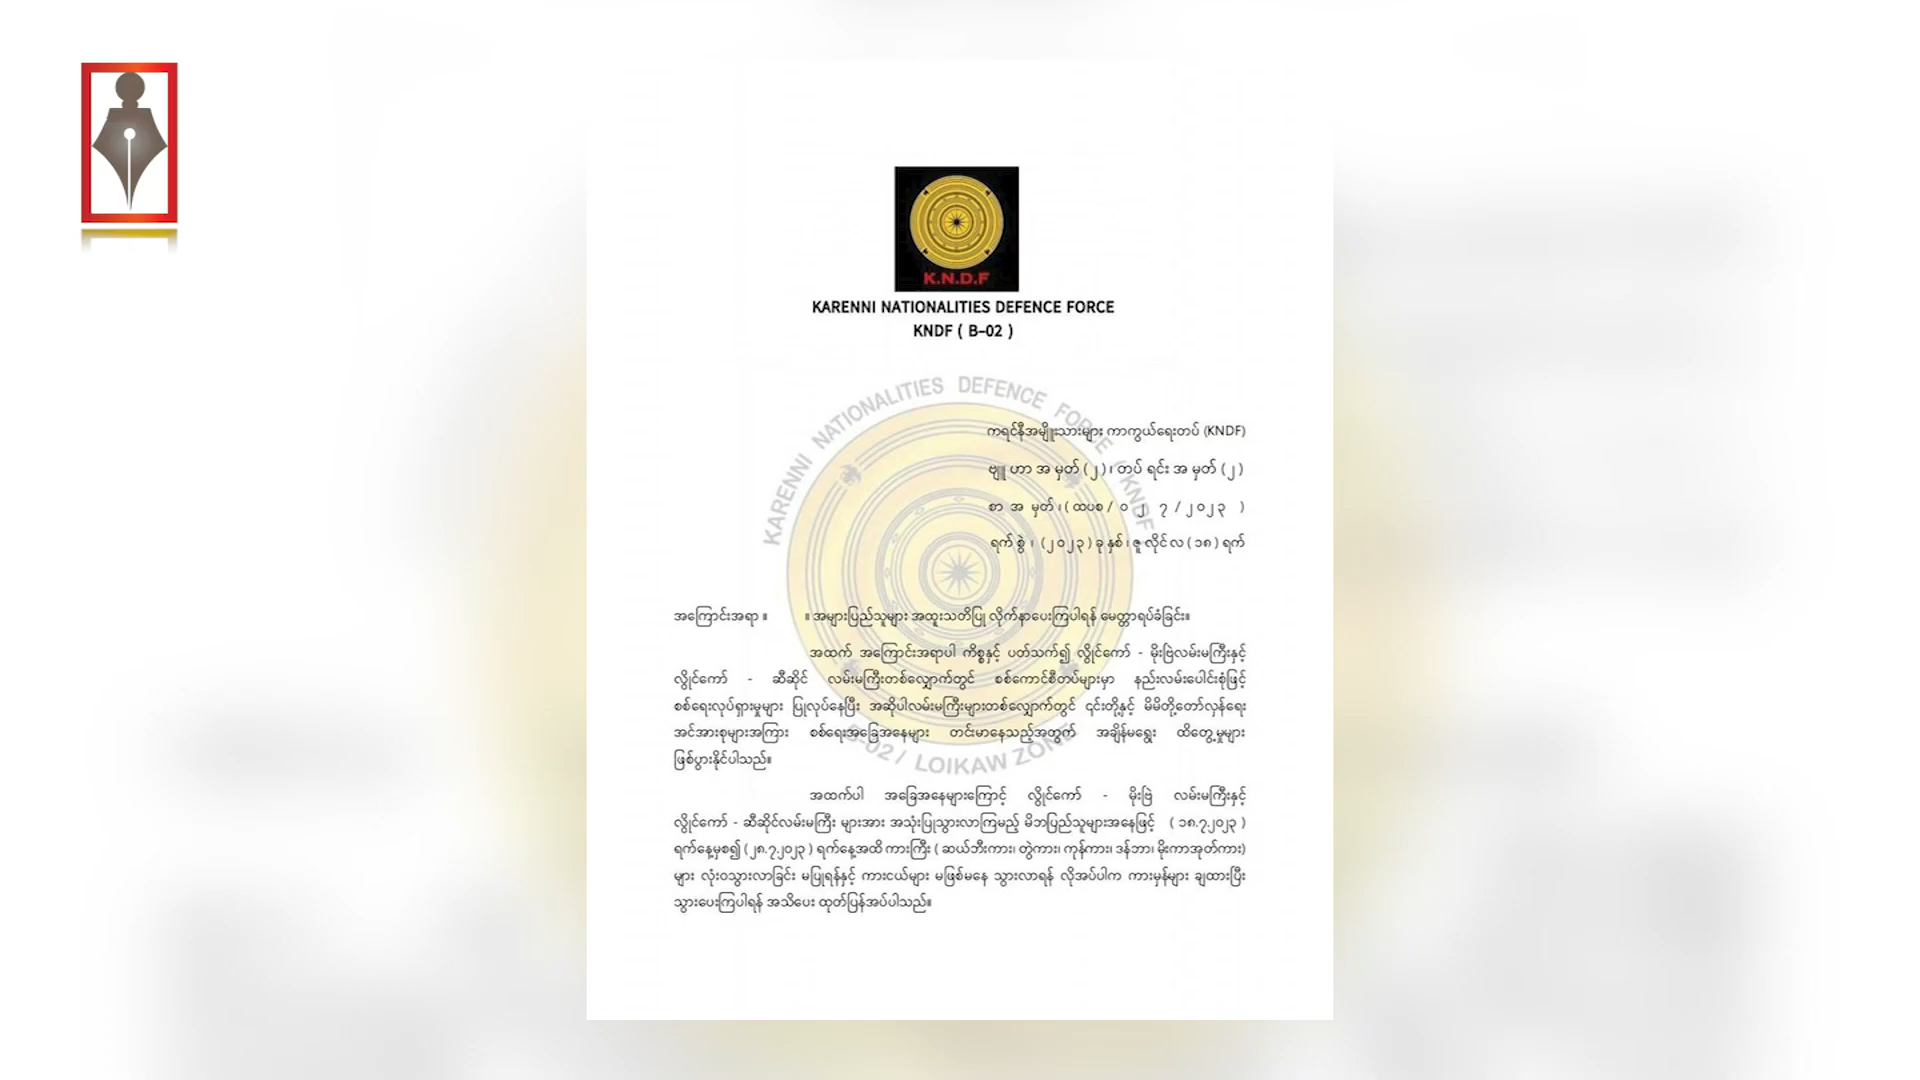 K.N.D.F
KARENNI NATIONALITIES DEFENCE FORCE
KNDF ( B-02 )
KARENNI NATIONALITIES DEFENCE FORCE / KNDF
ကရင်နီအမျိုးသားများ ကာကွယ်ရေးတပ် (KNDF)
ဗျူဟာအမှတ် (၂)၊ တပ်ရင်းအမှတ် (၂)
စာအမှတ်၊ ( ထပစ / ၀၂၇ / ၂၀၂၃ )
ရက်စွဲ ၊ (၂၀၂၃) ခုနှစ်၊ ဇူလိုင်လ (၁၈) ရက်
အကြောင်းအရာ ။ ။ အများပြည်သူများ အထူးသတိပြု လိုက်နာပေးကြပါရန် မေတ္တာရပ်ခံခြင်း။
အထက် အကြောင်းအရာပါ ကိစ္စနှင့် ပတ်သက်၍ လွိုင်ကော် - မိုးဗြဲလမ်းမကြီးနှင့်
လွိုင်ကော် - ဆီဆိုင် လမ်းမကြီးတစ်လျှောက်တွင် စစ်ကောင်စီတပ်များမှာ နည်းလမ်းပေါင်းစုံဖြင့်
စစ်ရေးလုပ်ရှားမှုများ ပြုလုပ်နေပြီး အဆိုပါလမ်းမကြီးများတစ်လျှောက်တွင် ၎င်းတို့နှင့် မိမိတို့တော်လှန်ရေး
အင်အားစုများအကြား စစ်ရေးအခြေအနေများ တင်းမာနေသည့်အတွက် အချိန်မရွေး ထိတွေ့မှုများ
ဖြစ်ပွားနိုင်ပါသည်။
B-02 / LOIKAW ZONE
အထက်ပါ အခြေအနေများကြောင့် လွိုင်ကော် - မိုးဗြဲ လမ်းမကြီးနှင့်
လွိုင်ကော် - ဆီဆိုင်လမ်းမကြီး များအား အသုံးပြုသွားလာကြမည့် မိဘပြည်သူများအနေဖြင့် ( ၁၈.၇.၂၀၂၃ )
ရက်နေ့မှစ၍ (၂၈.၇.၂၀၂၃ ) ရက်နေ့အထိ ကားကြီး ( ဆယ်ဘီးကား၊ တွဲကား၊ ကုန်ကား၊ ဒန်ဘာ၊ မိုးကာအုတ်ကား)
များ လုံးဝသွားလာခြင်း မပြုရန်နှင့် ကားငယ်များ မဖြစ်မနေ သွားလာရန် လိုအပ်ပါက ကားမှန်များ ချထားပြီး
သွားပေးကြပါရန် အသိပေး ထုတ်ပြန်အပ်ပါသည်။